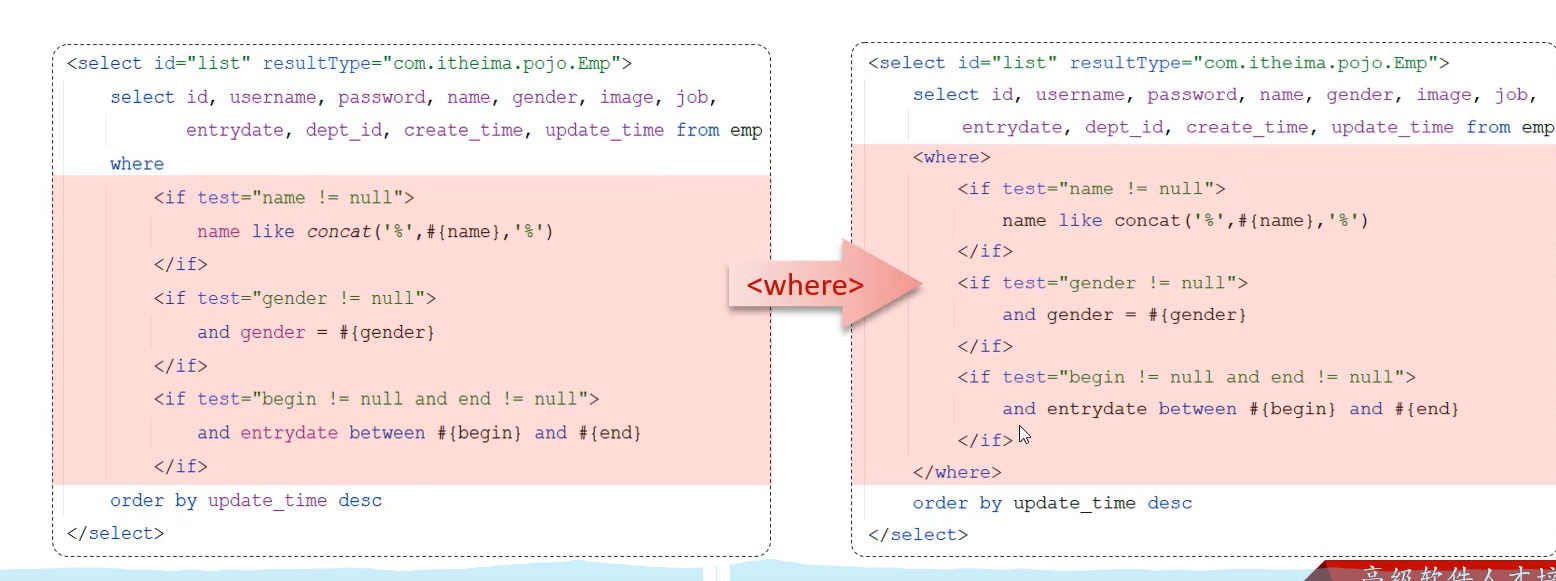 <select id="list" resultType="com.itheima.pojo.Emp">
select id, username, password, name, gender, image, job,
entrydate, dept_id, create_time, update_time from emp
where
<if test="name != null">
name like concat('%',#{name},'%')
</if>
<if test="gender != null">
and gender = #{gender}
</if>
<if test="begin != null and end != null">
and entrydate between #{begin} and #{end}
</if>
order by update_time desc
</select>
<where>
<select id="list" resultType="com.itheima.pojo.Emp">
select id, username, password, name, gender, image, job,
entrydate, dept_id, create_time, update_time from emp
<where>
<if test="name != null">
name like concat('%',#{name},'%')
</if>
<if test="gender != null">
and gender = #{gender}
</if>
<if test="begin != null and end != null">
and entrydate between #{begin} and #{end}
</if>
</where>
order by update_time desc
</select>
高级软件人才培